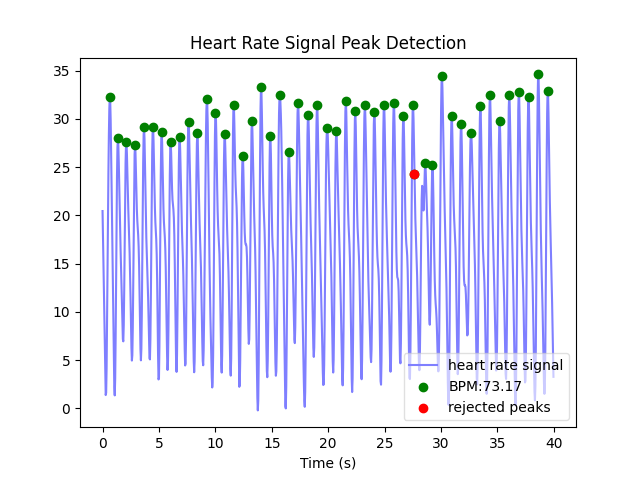 Heart Rate Signal Peak Detection
35
30
25
20
15
10
5
0
heart rate signal
BPM:73.17
rejected peaks
0 5 10 15 20 25 30 35 40
Time (s)